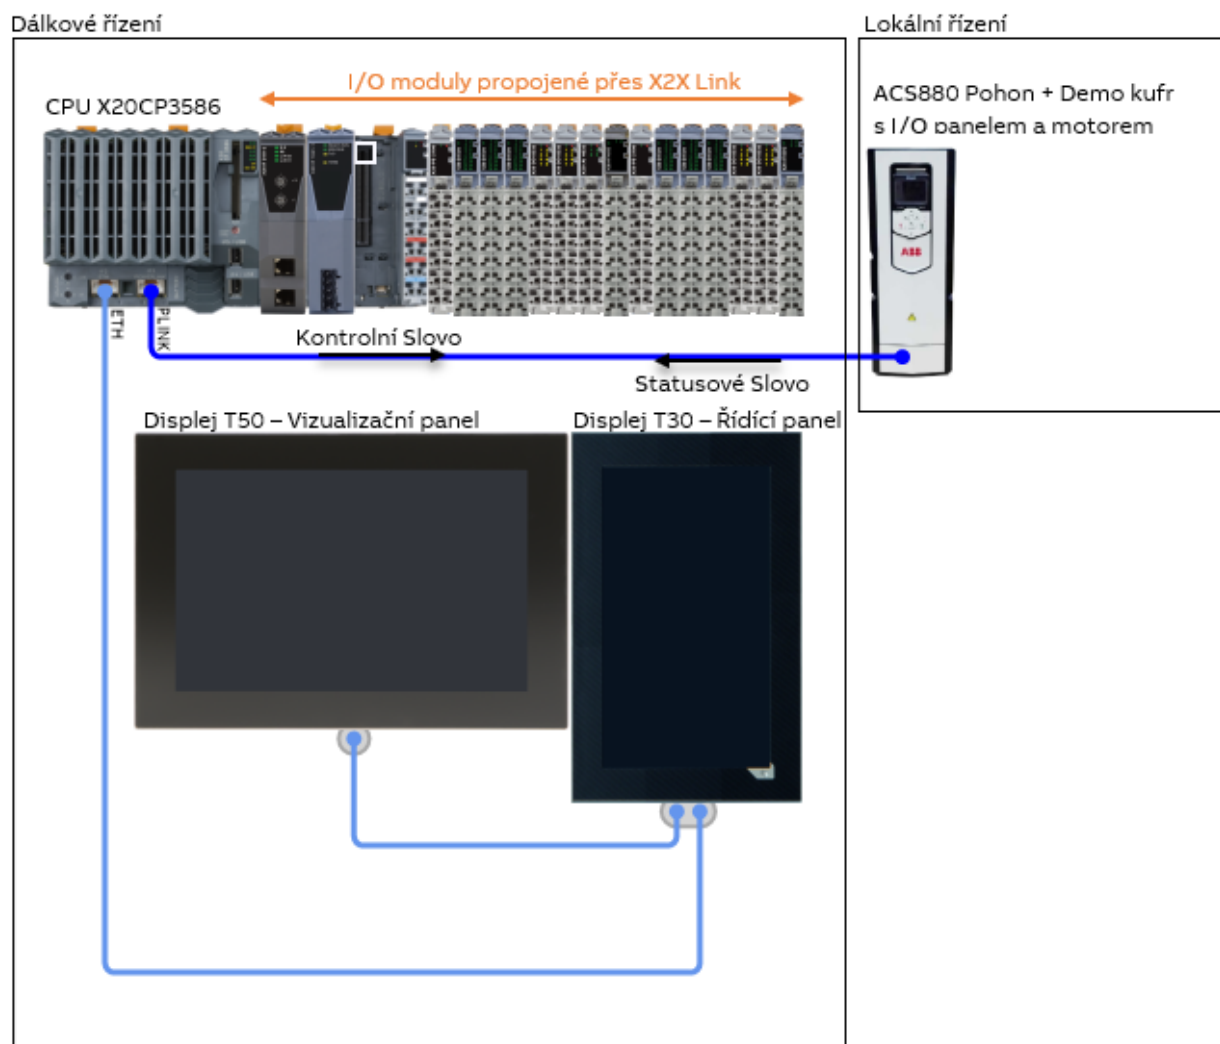 Dálkové řízení
Lokální řízení
I/O moduly propojené přes X2X Link
CPU X20CP3586
ACS880 Pohon + Demo kufr
s I/O panelem a motorem
ABB
ETH
PLINK
Kontrolní Slovo
Statusové Slovo
Displej T50 – Vizualizační panel
Displej T30 – Řídící panel